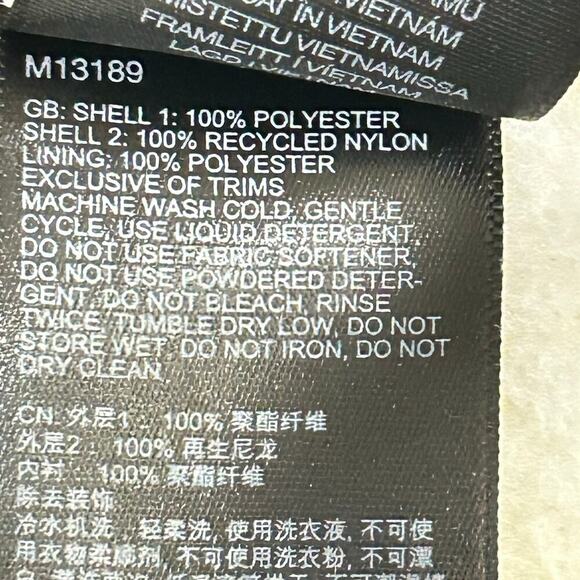 VIETNAM
MISTETTU VIETNAMISSA
FRAMLEITT Í VIETNAM
M13189
GB: SHELL 1: 100% POLYESTER
SHELL 2: 100% RECYCLED NYLON
LINING: 100% POLYESTER
EXCLUSIVE OF TRIMS
MACHINE WASH COLD, GENTLE
CYCLE, USE LIQUID DETERGENT,
DO NOT USE FABRIC SOFTENER,
DO NOT USE POWDERED DETER-
GENT, DO NOT BLEACH, RINSE
TWICE, TUMBLE DRY LOW, DO NOT
STORE WET, DO NOT IRON, DO NOT
DRY CLEAN
CN: 外层1 : 100% 聚酯纤维
外层2 : 100% 再生尼龙
内衬 : 100% 聚酯纤维
除去装饰
冷水机洗, 轻柔洗, 使用洗衣液, 不可使
用衣物柔顺剂, 不可使用洗衣粉, 不可漂